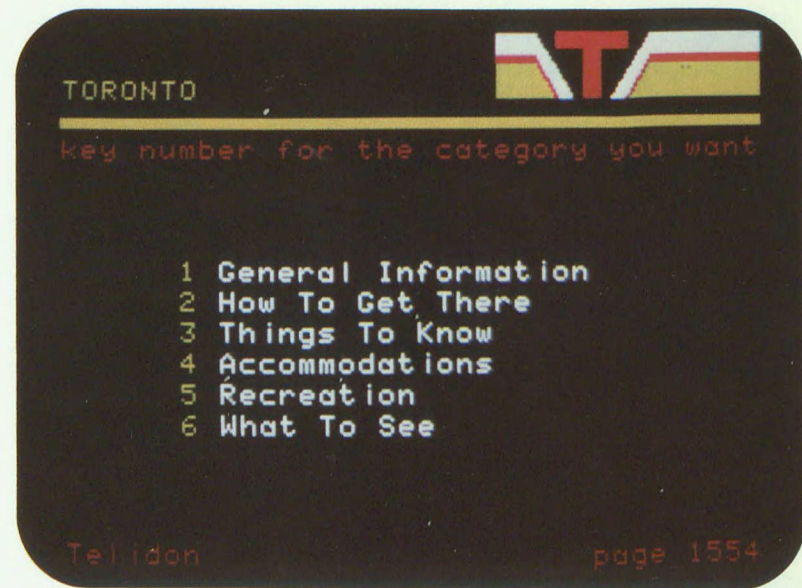 T
TORONTO
key number for the category you want
1 General Information
2 How To Get There
3 Things To Know
4 Accommodations
5 Recreation
6 What To See
Telidon page 1554